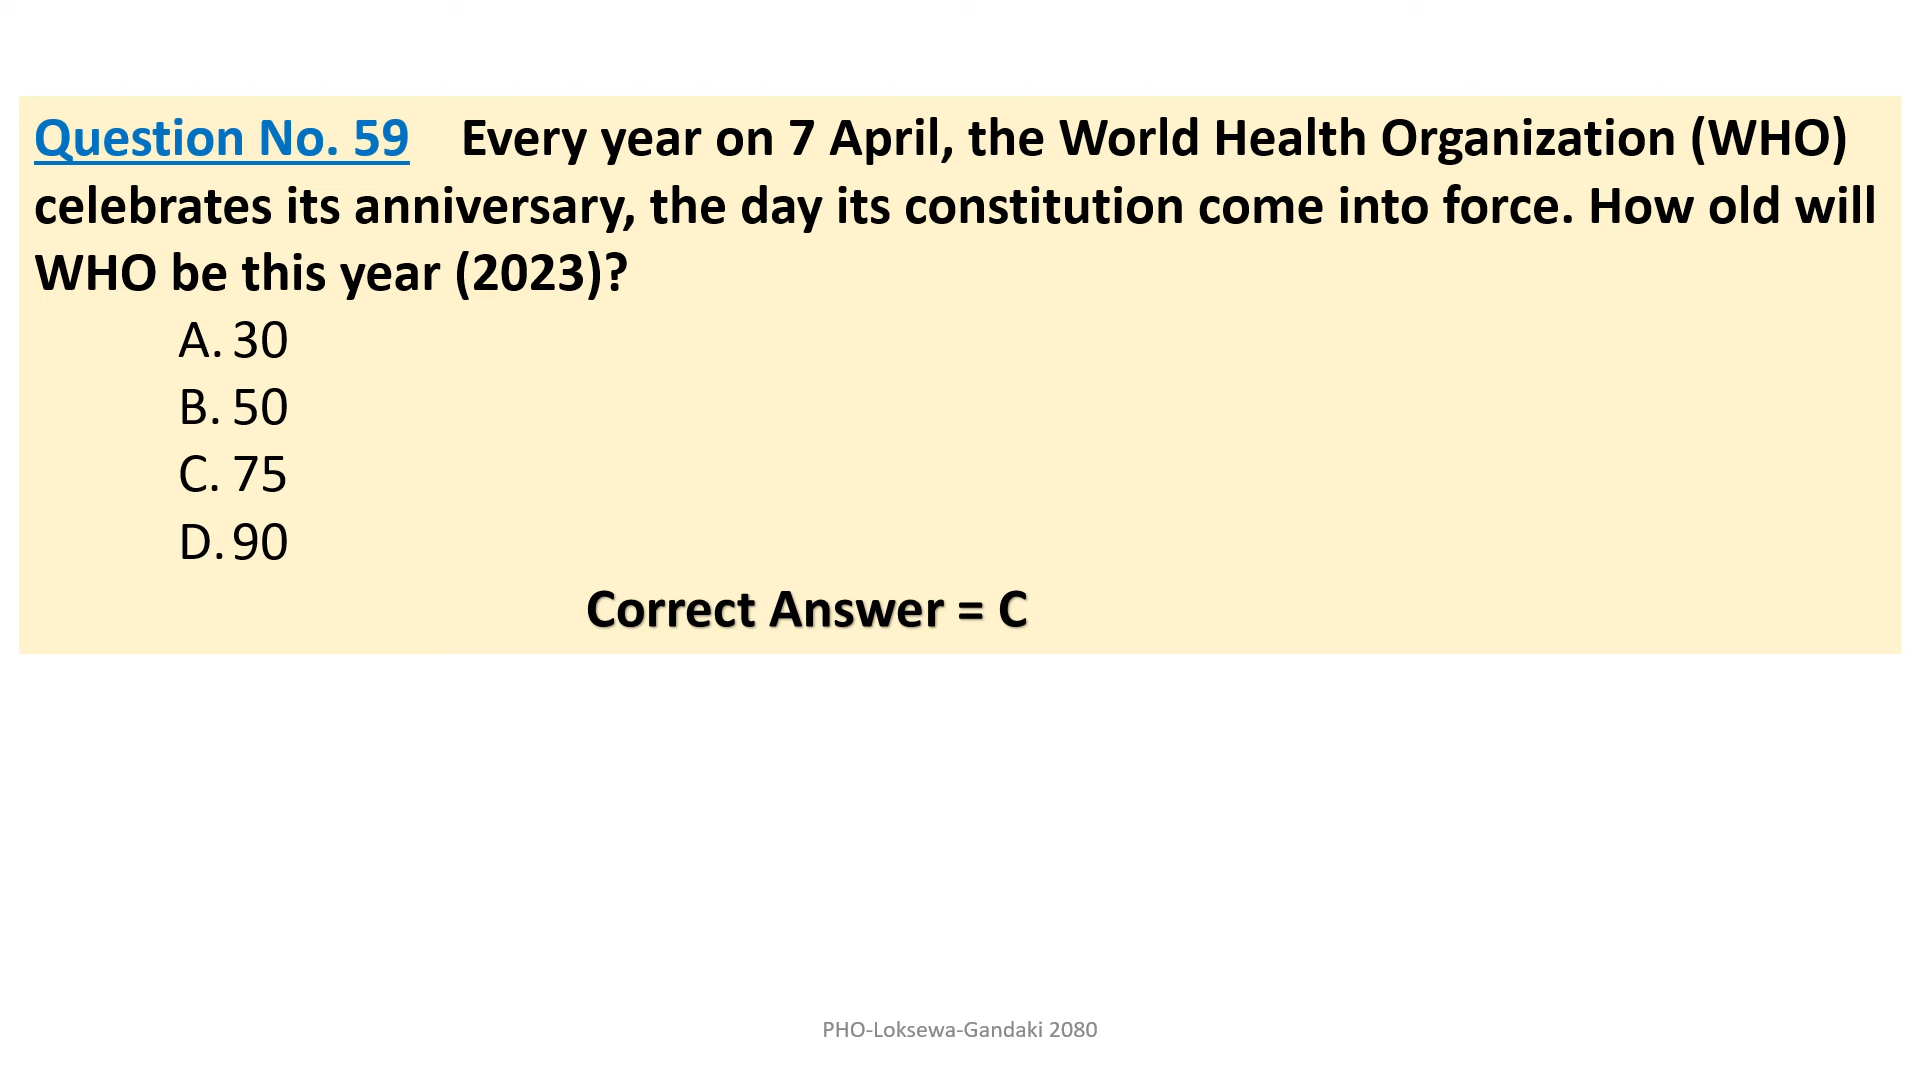 Question No. 59 Every year on 7 April, the World Health Organization (WHO)
celebrates its anniversary, the day its constitution come into force. How old will
WHO be this year (2023)?
A. 30
B. 50
C. 75
D. 90
Correct Answer = C
PHO-Loksewa-Gandaki 2080